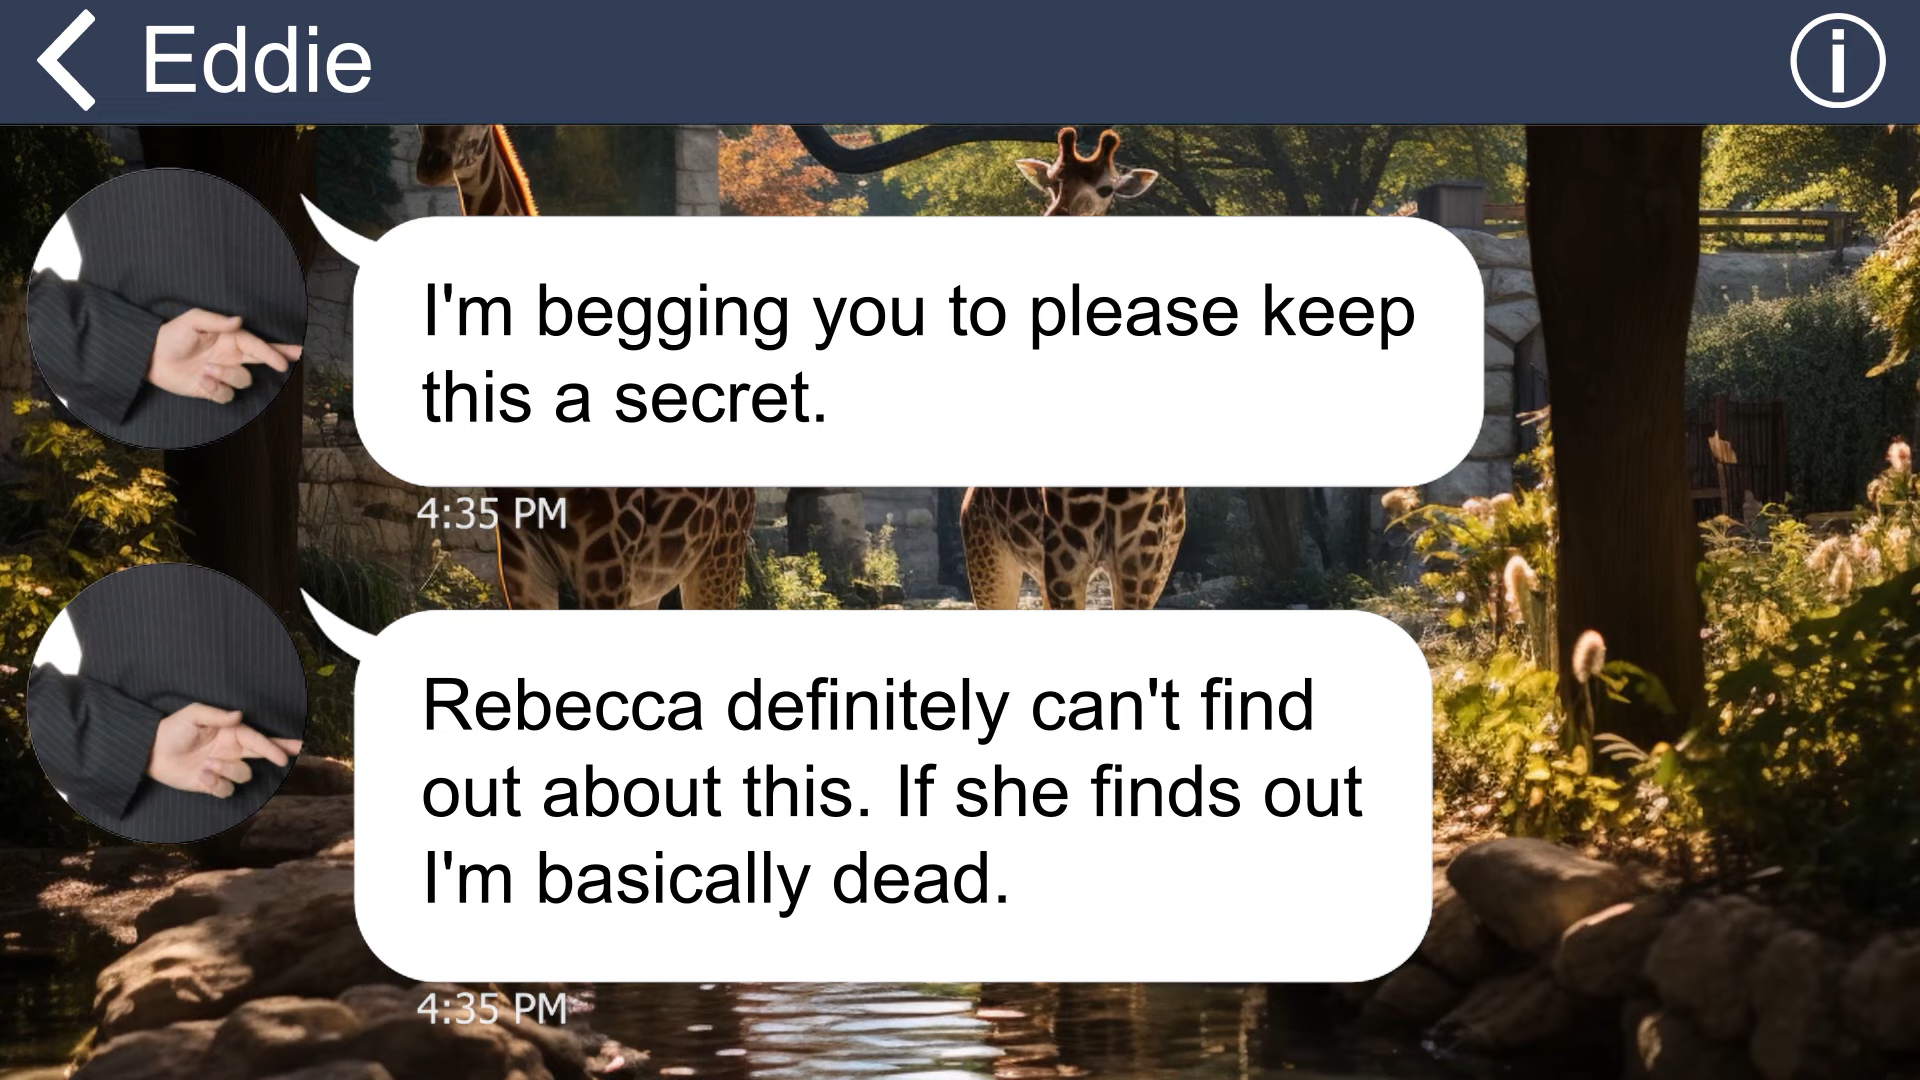 Eddie
I'm begging you to please keep
this a secret.
4:35 PM
Rebecca definitely can't find
out about this. If she finds out
I'm basically dead.
4:35 PM